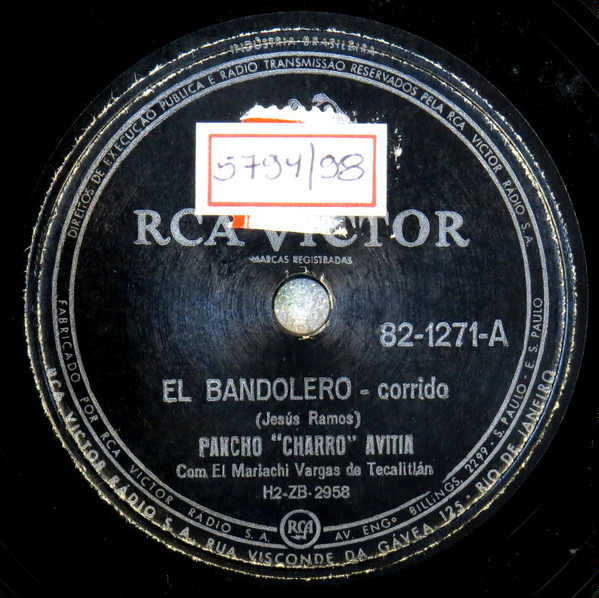 INDÚSTRIA BRASILEIRA
DIREITOS DE EXECUÇÃO PUBLICA E RADIO TRANSMISSÃO RESERVADOS PELA RCA VICTOR RADIO S.A.
5794/98
RCA VICTOR
MARCAS REGISTRADAS
82-1271-A
EL BANDOLERO - corrido
(Jesús Ramos)
PANCHO "CHARRO" AVITIA
Com El Mariachi Vargas de Tecalitlán
H2-ZB-2958
RCA
FABRICADO POR RCA VICTOR RADIO S.A. AV. ENGº BILLINGS, 2299 - S. PAULO - E. S. PAULO
RCA VICTOR RÁDIO S.A. RUA VISCONDE DA GÁVEA 125 - RIO DE JANEIRO